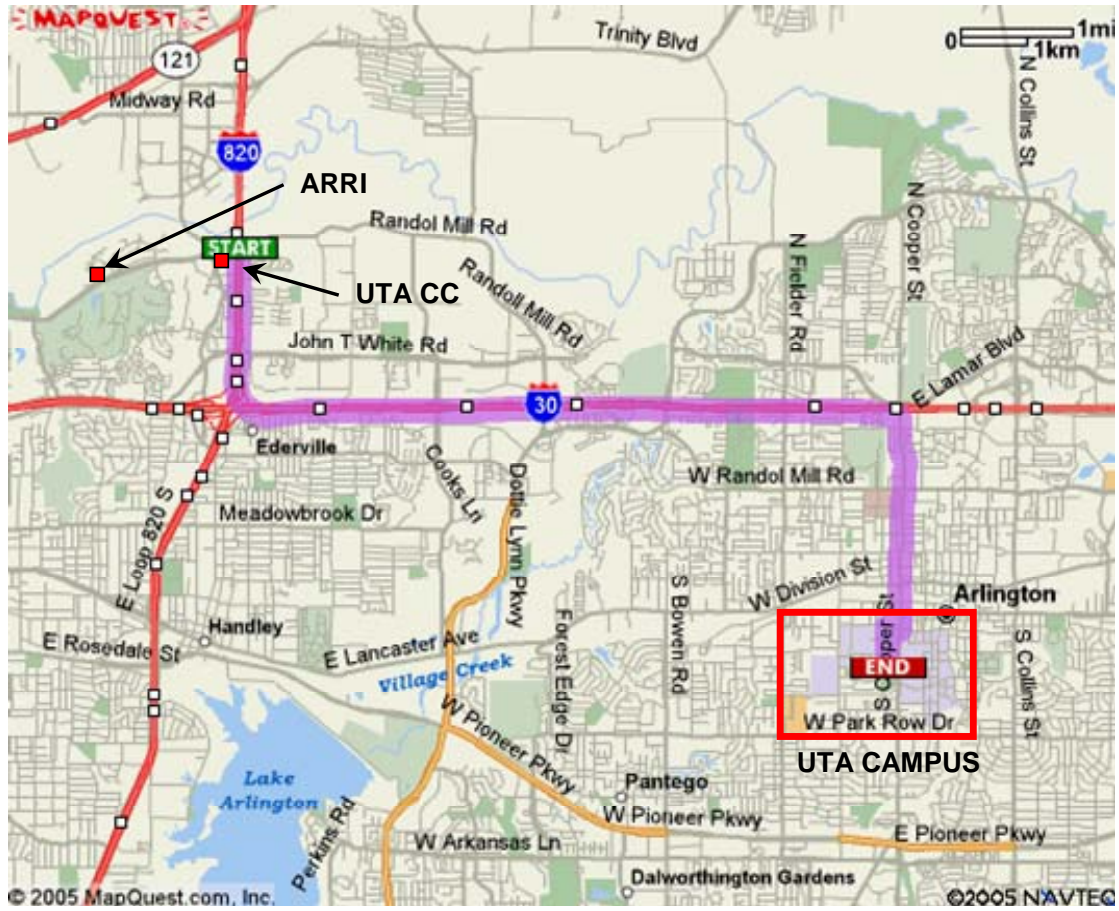 MAPQUEST
1mi
0
1km
Trinity Blvd
121
Midway Rd
N Collins St
820
ARRI
Randol Mill Rd
START
N Cooper St
N Fielder Rd
UTA CC
Randoll Mill Rd
John T White Rd
E Lamar Blvd
30
Ederville
Cooks Ln
Dottie Lynn Pkwy
W Randol Mill Rd
Meadowbrook Dr
E Loop 820 S
W Division St
Arlington
Handley
E Rosedale St
E Lancaster Ave
Village Creek
Forest Edge Dr
S Bowen Rd
END
S Cooper St
S Collins St
W Park Row Dr
W Pioneer Pkwy
UTA CAMPUS
Lake
Arlington
Pantego
Perkins Rd
W Pioneer Pkwy
W Arkansas Ln
E Pioneer Pkwy
Dalworthington Gardens
© 2005 MapQuest.com, Inc.
©2005 NAVTEQ